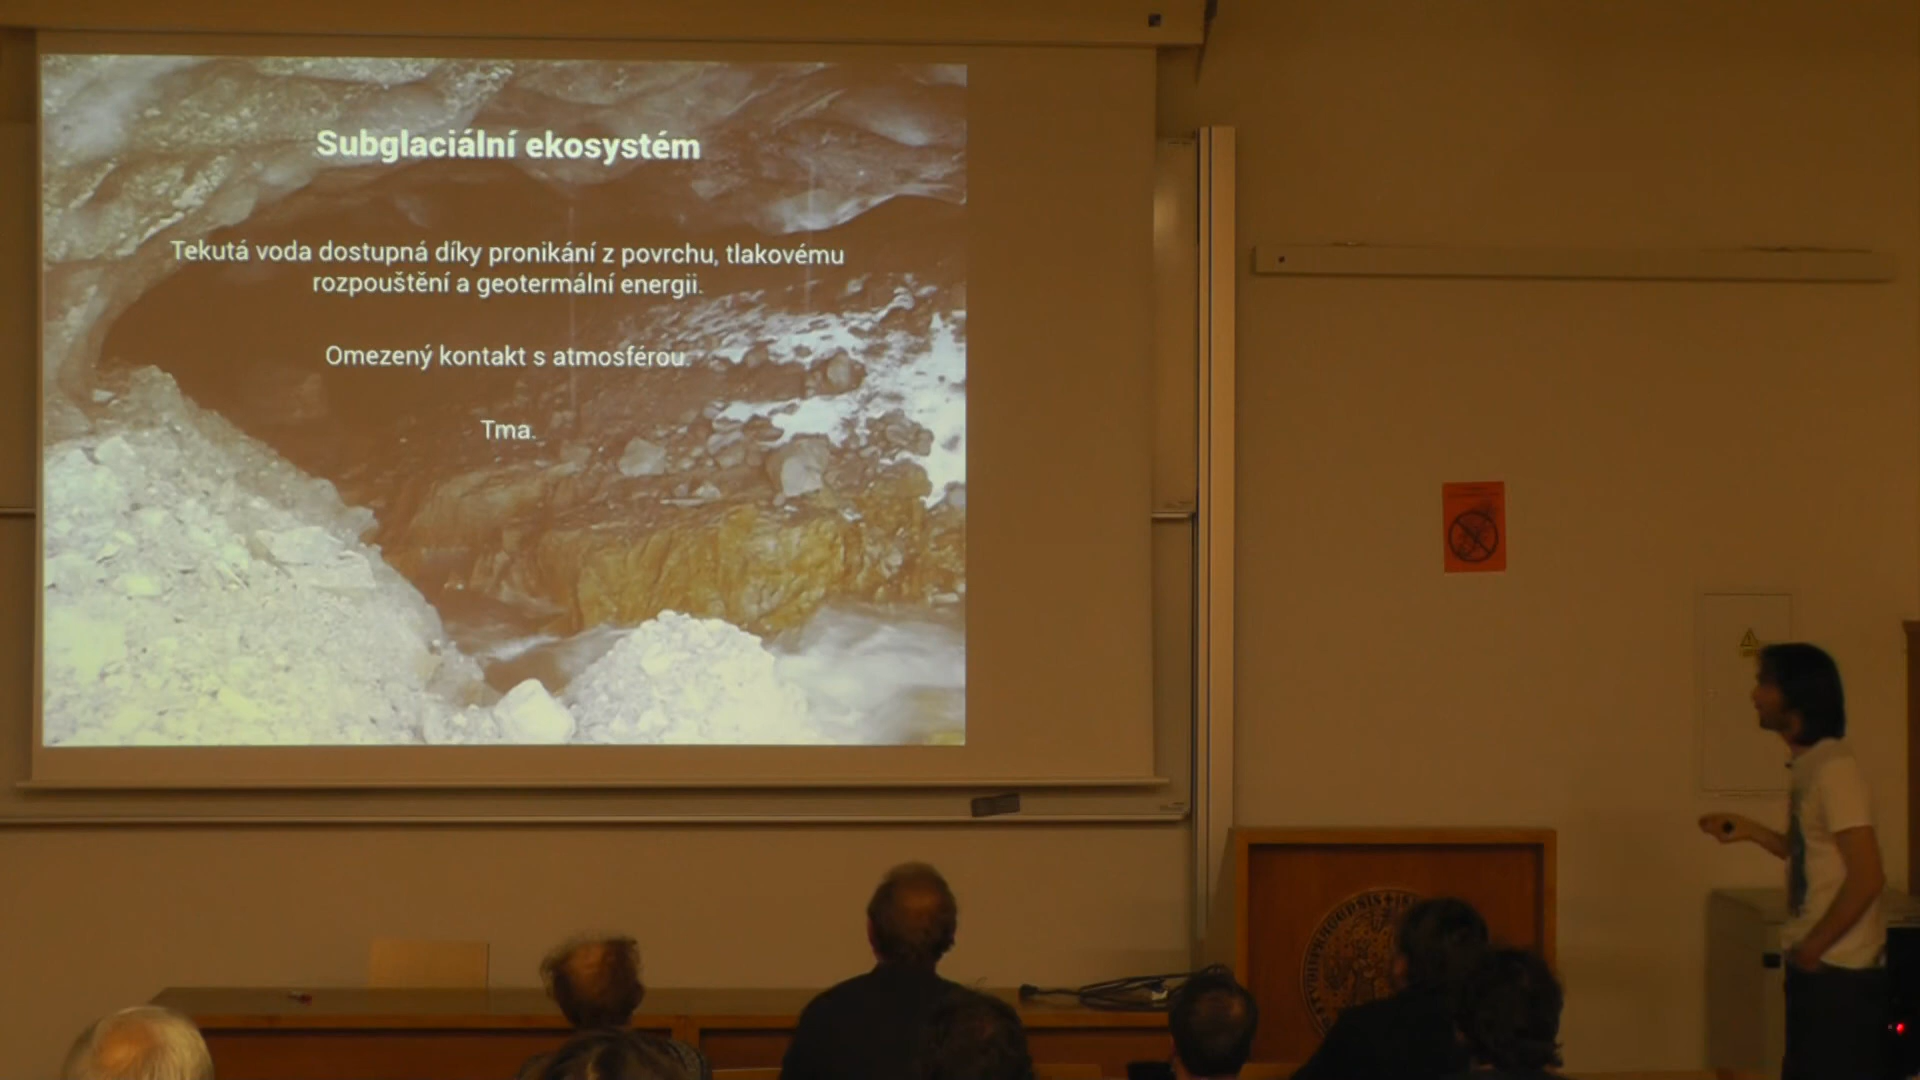 Subglaciální ekosystém
Tekutá voda dostupná díky pronikání z povrchu, tlakovému
rozpouštění a geotermální energii.
Omezený kontakt s atmosférou.
Tma.